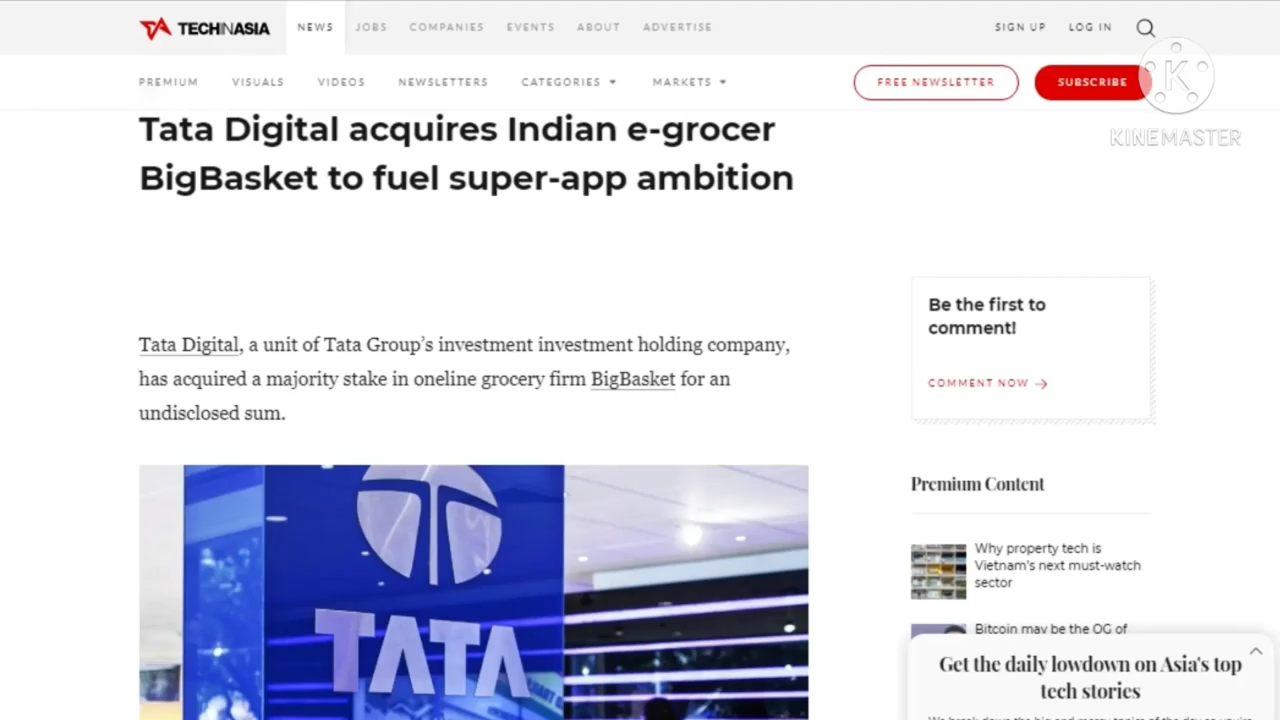 TECHINASIA
NEWS
JOBS
COMPANIES
EVENTS
ABOUT
ADVERTISE
SIGN UP
LOG IN
PREMIUM
VISUALS
VIDEOS
NEWSLETTERS
CATEGORIES
MARKETS
FREE NEWSLETTER
SUBSCRIBE
K
KINEMASTER
Tata Digital acquires Indian e-grocer
BigBasket to fuel super-app ambition
Tata Digital, a unit of Tata Group's investment investment holding company,
has acquired a majority stake in oneline grocery firm BigBasket for an
undisclosed sum.
TATA
Be the first to
comment!
COMMENT NOW
Premium Content
Why property tech is
Vietnam's next must-watch
sector
Bitcoin may be the OG of
Get the daily lowdown on Asia's top
tech stories